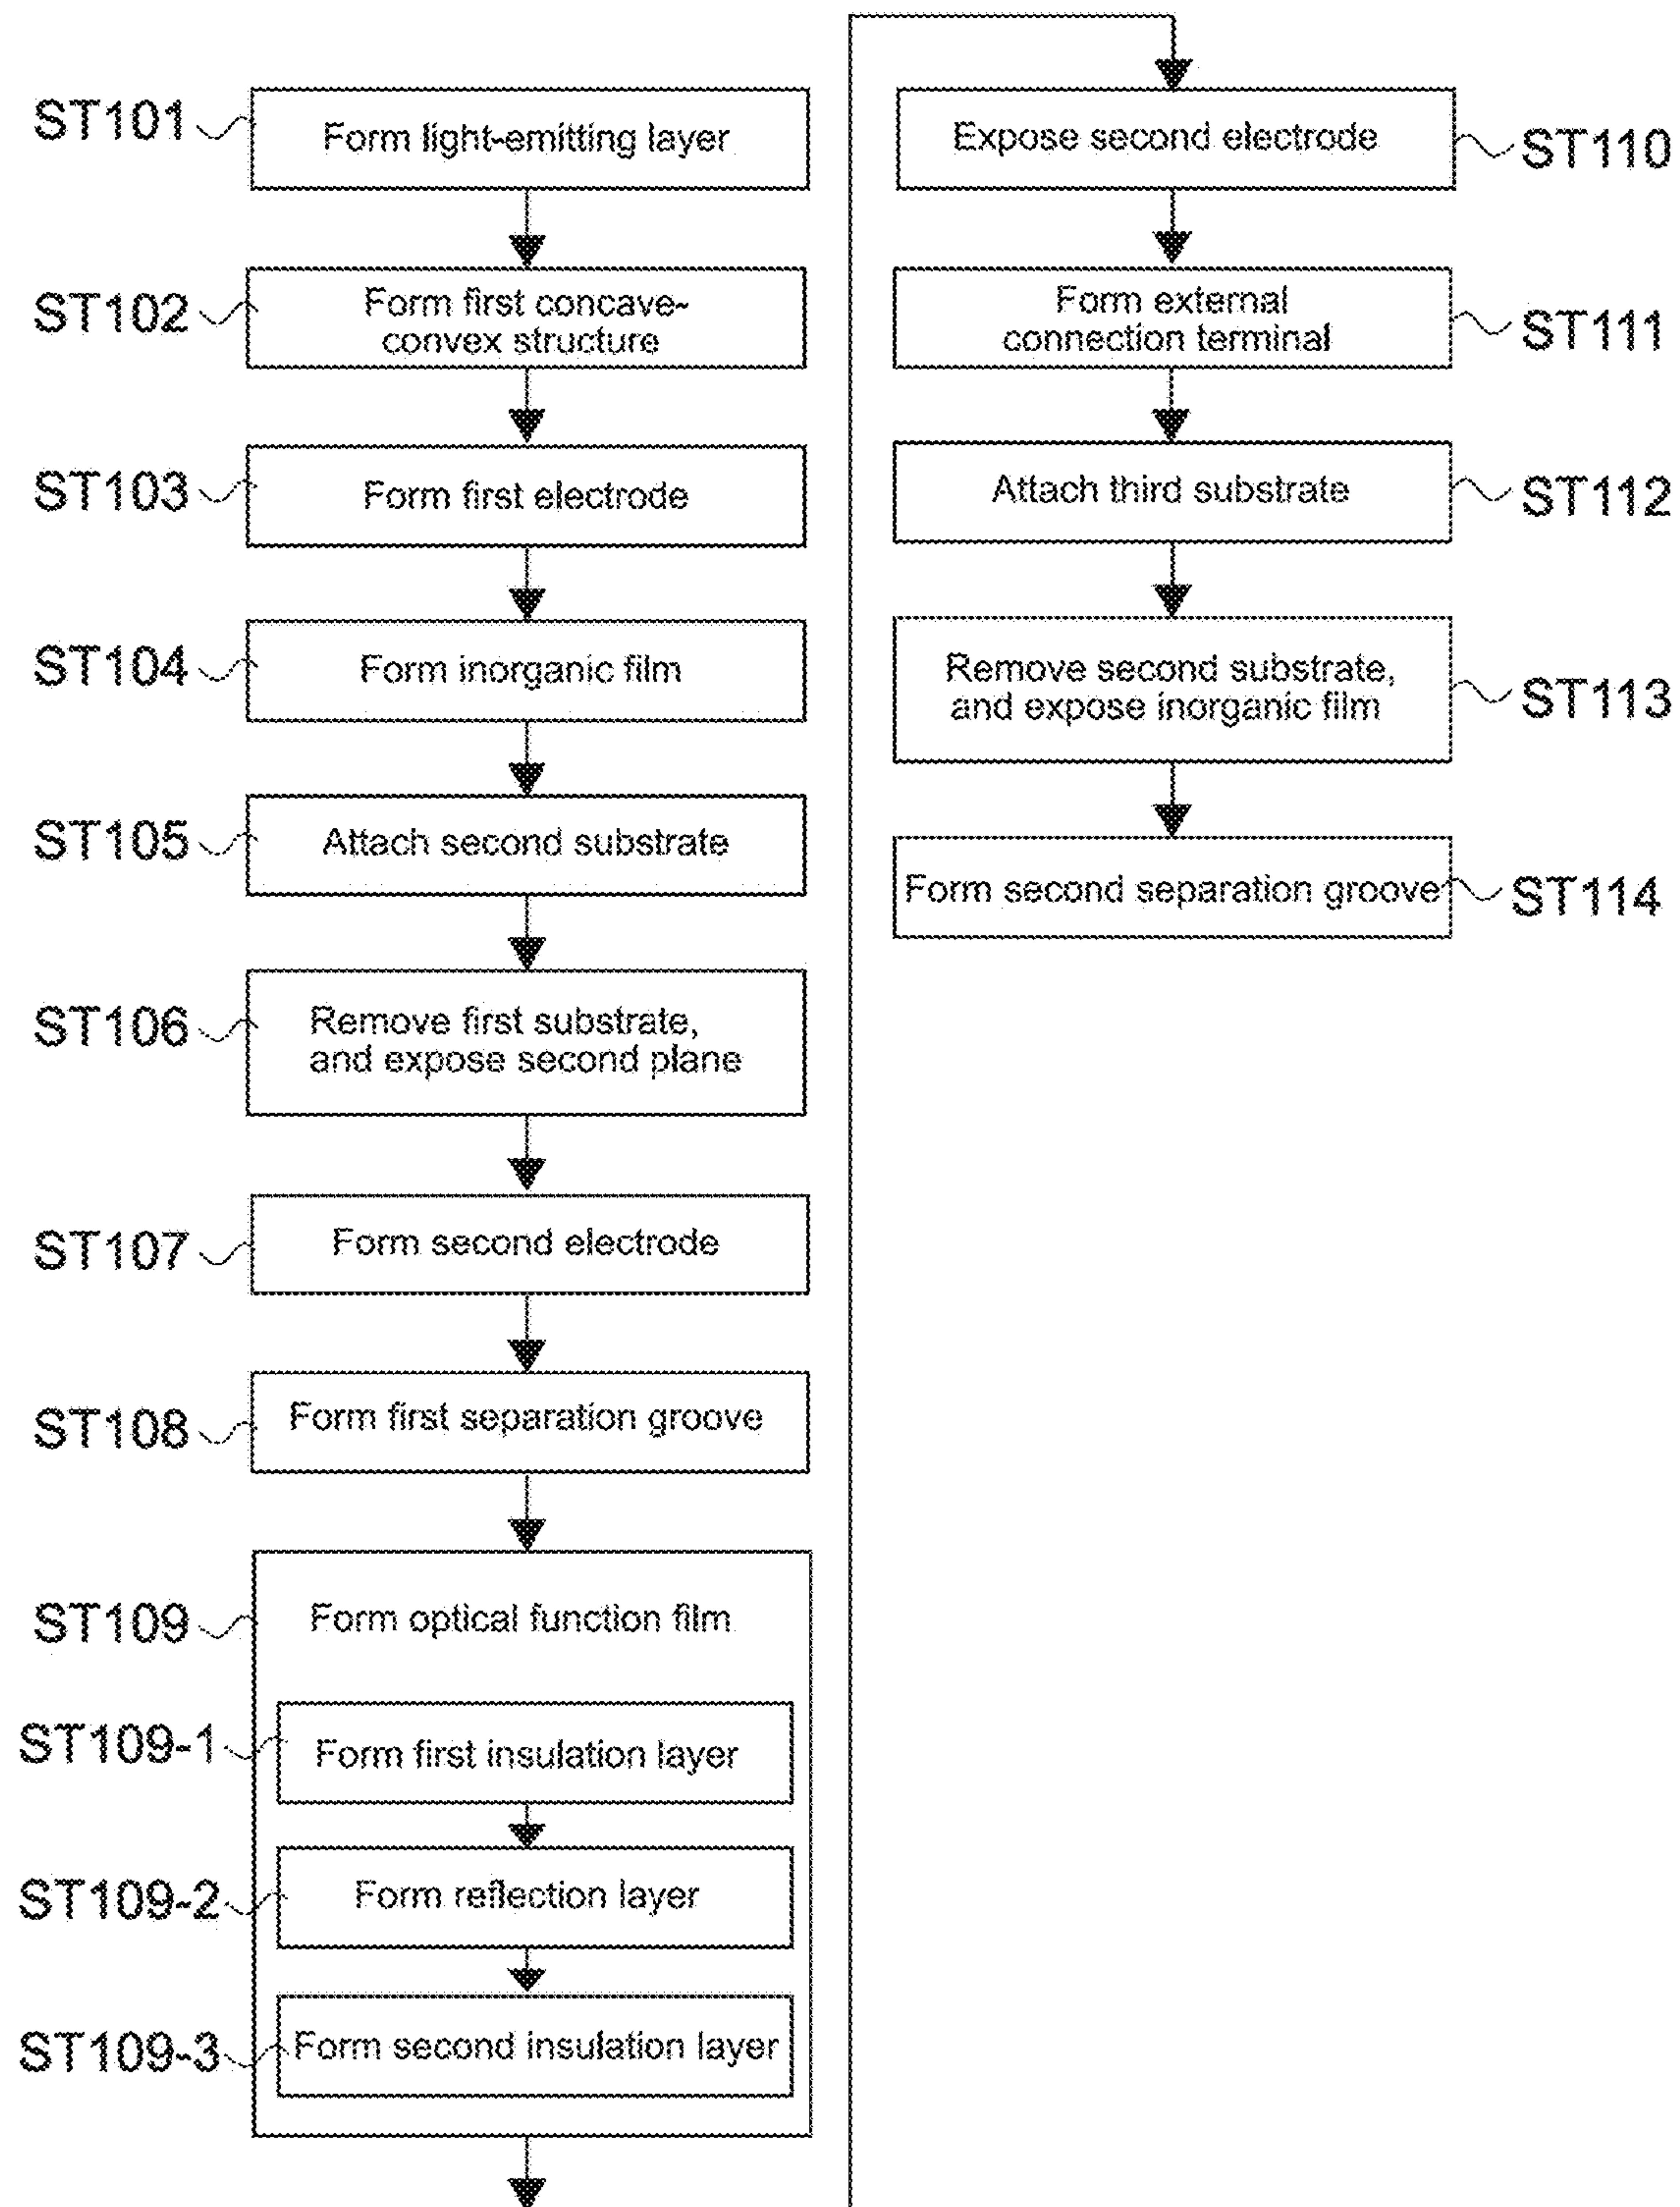 ST101
Form light-emitting layer
ST102
Form first concave-
convex structure
ST103
Form first electrode
ST104
Form inorganic film
ST105
Attach second substrate
ST106
Remove first substrate,
and expose second plane
ST107
Form second electrode
ST108
Form first separation groove
ST109
Form optical function film
ST109-1
Form first insulation layer
ST109-2
Form reflection layer
ST109-3
Form second insulation layer
Expose second electrode
ST110
Form external
connection terminal
ST111
Attach third substrate
ST112
Remove second substrate,
and expose inorganic film
ST113
Form second separation groove
ST114